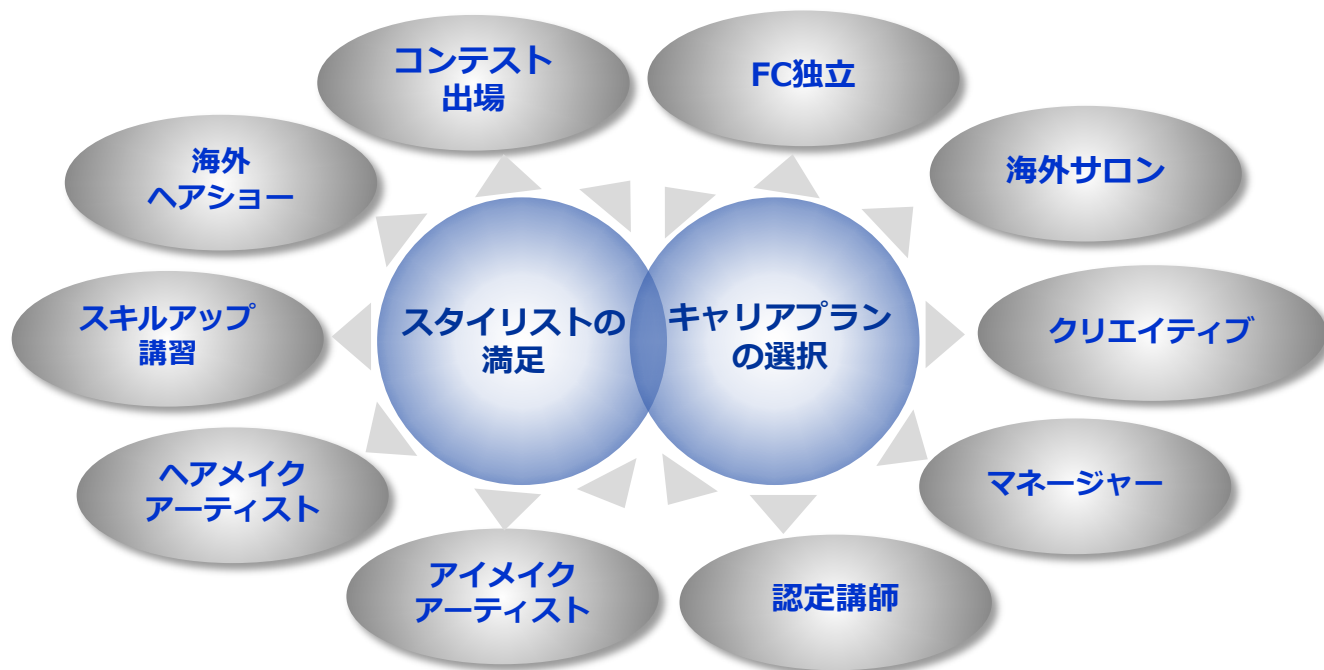 コンテスト
出場
FC独立
海外
ヘアショー
海外サロン
スキルアップ
講習
スタイリストの
満足
キャリアプラン
の選択
クリエイティブ
ヘアメイク
アーティスト
マネージャー
アイメイク
アーティスト
認定講師